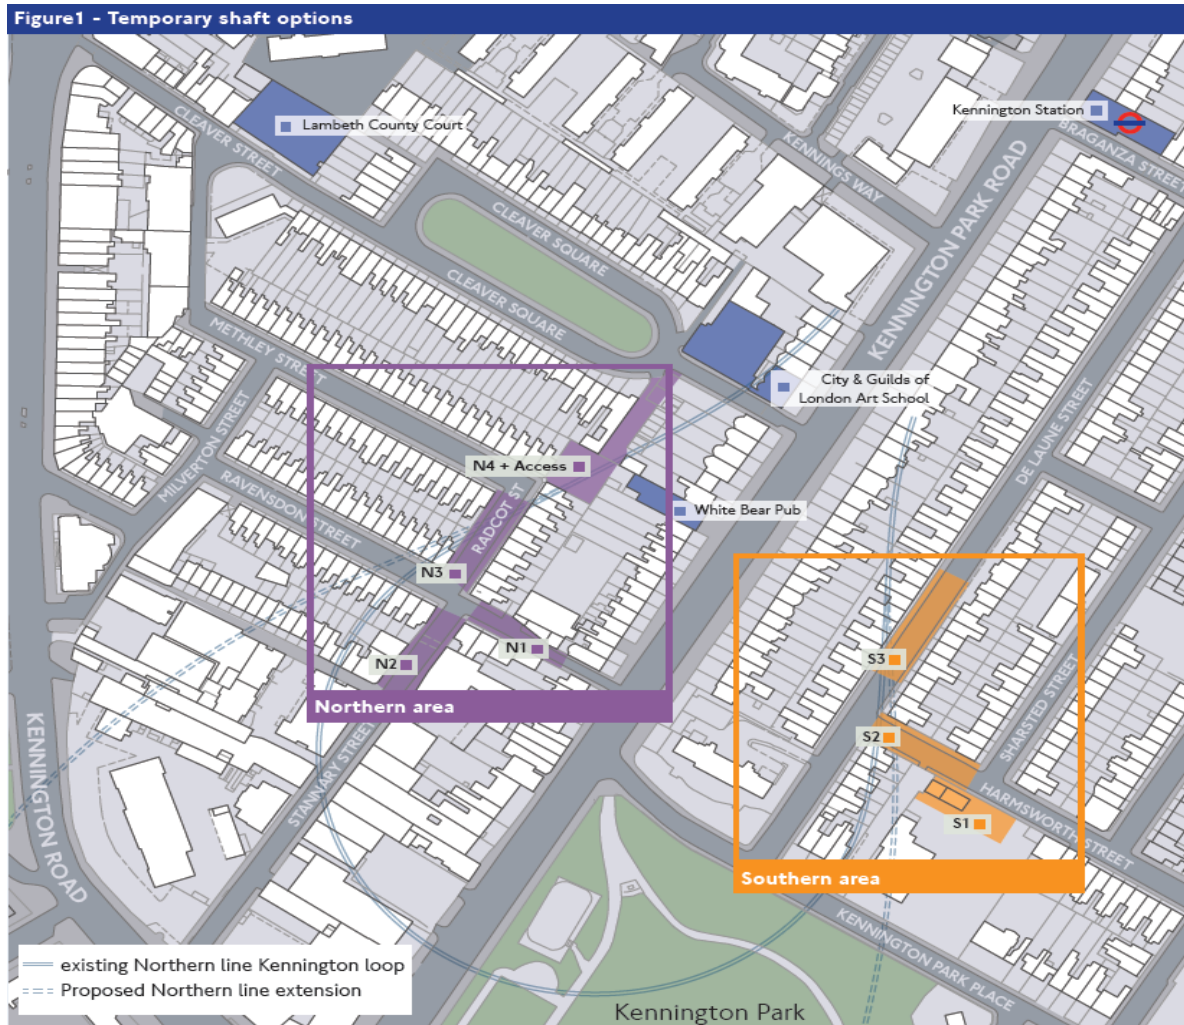 Figure1 - Temporary shaft options
Kennington Station
BRAGANZA STREET
CLEAVER STREET
Lambeth County Court
KENNINGS WAY
KENNINGTON PARK ROAD
CLEAVER SQUARE
CLEAVER SQUARE
METHLEY STREET
City & Guilds of
London Art School
DE LAUNE STREET
MILVERTON STREET
RAVENSDON STREET
N4 + Access
RADCOT ST
White Bear Pub
N3
N1
N2
S3
SHARSTED STREET
Northern area
S2
KENNINGTON ROAD
STANNARY STREET
HARMSWORTH STREET
S1
Southern area
KENNINGTON PARK PLACE
existing Northern line Kennington loop
Proposed Northern line extension
Kennington Park